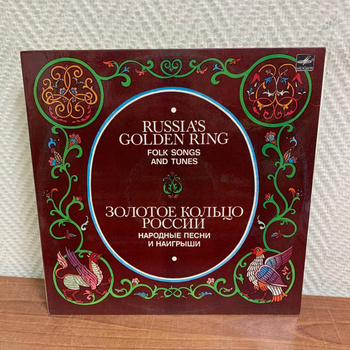 RUSSIA'S
GOLDEN RING
FOLK SONGS
AND TUNES
ЗОЛОТОЕ КОЛЬЦО
РОССИИ
НАРОДНЫЕ ПЕСНИ
И НАИГРЫШИ